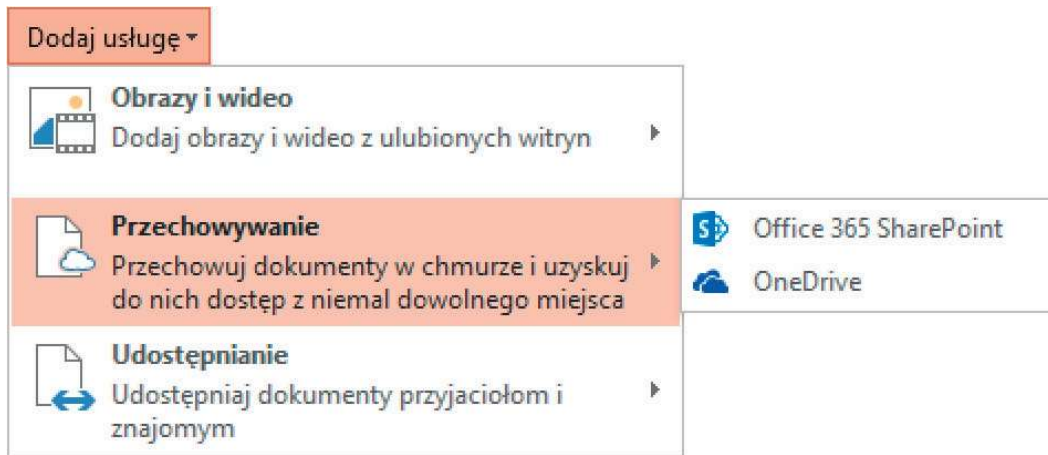 Dodaj usługę
Obrazy i wideo
Dodaj obrazy i wideo z ulubionych witryn
Przechowywanie
Przechowuj dokumenty w chmurze i uzyskuj
do nich dostęp z niemal dowolnego miejsca
Office 365 SharePoint
OneDrive
Udostępnianie
Udostępniaj dokumenty przyjaciołom i
znajomym